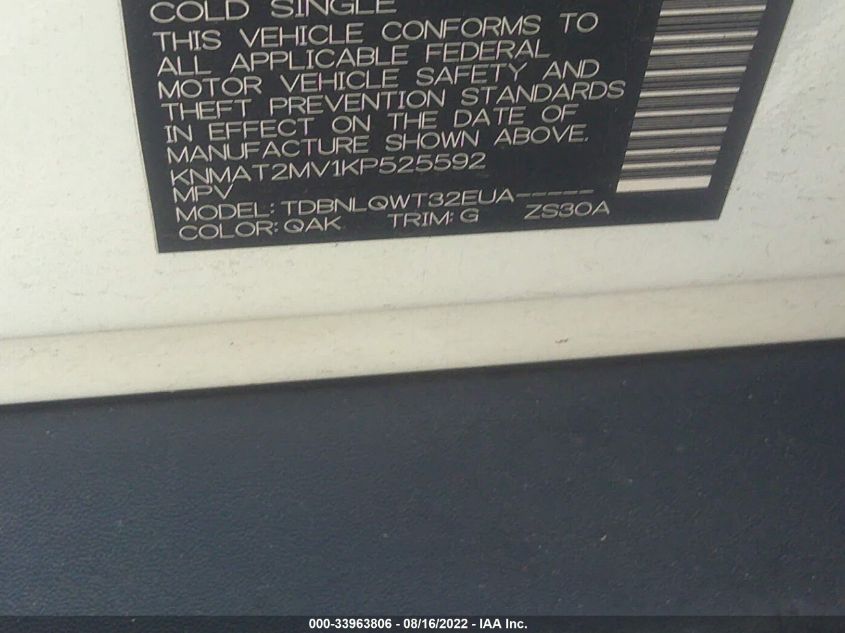 COLD SINGLE
THIS VEHICLE CONFORMS TO
ALL APPLICABLE FEDERAL
MOTOR VEHICLE SAFETY AND
THEFT PREVENTION STANDARDS
IN EFFECT ON THE DATE OF
MANUFACTURE SHOWN ABOVE.
KNMAT2MV1KP525592
MPV
MODEL: TDBNLQWT32EUA-----
COLOR: QAK TRIM: G ZS30A
000-33963806 - 08/16/2022 - IAA Inc.